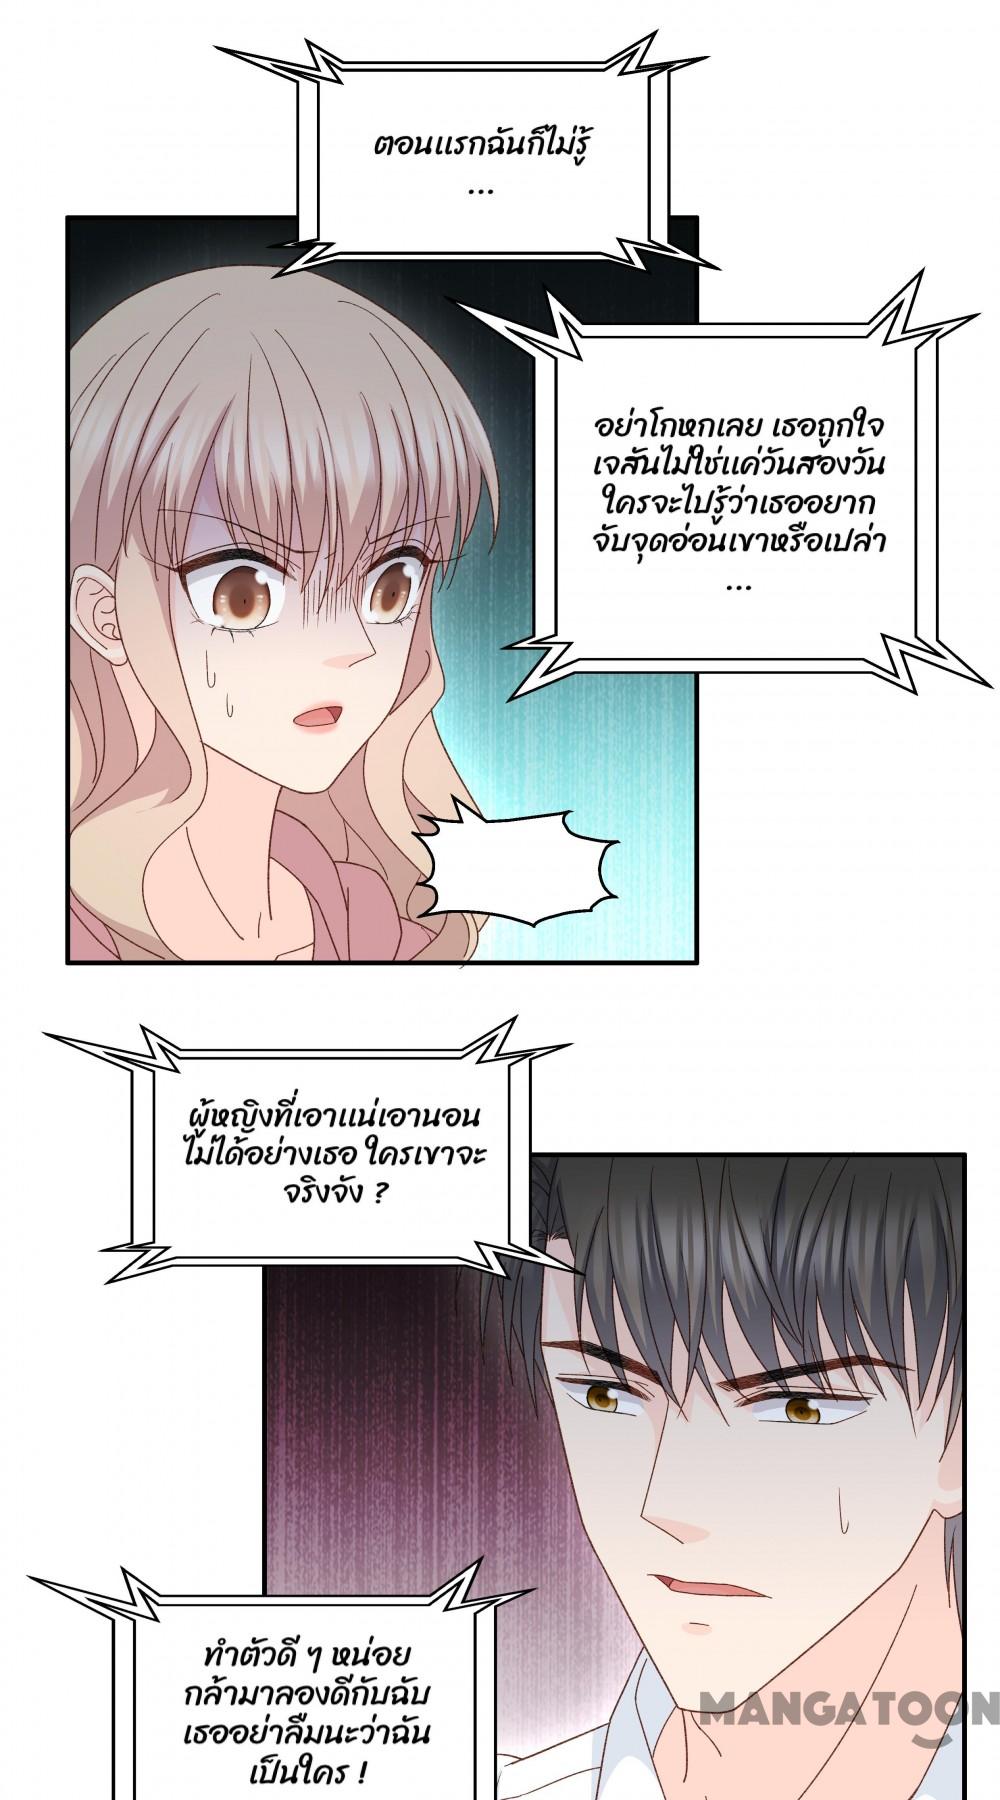 ตอนแรกฉันก็ไม่รู้
...
อย่าโกหกเลย เธอถูกใจ
เจสันไม่ใช่แค่วันสองวัน
ใครจะไปรู้ว่าเธออยาก
จับจุดอ่อนเขาหรือเปล่า
...
ผู้หญิงที่เอาแน่เอานอน
ไม่ได้อย่างเธอ ใครเขาจะ
จริงจัง ?
ทำตัวดี ๆ หน่อย
กล้ามาลองดีกับฉับ
เธออย่าลืมนะว่าฉัน
เป็นใคร !
MANGATOON